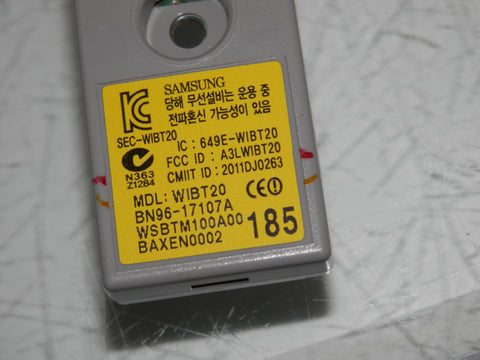 SAMSUNG
당해 무선설비는 운용 중
전파혼신 가능성이 있음
SEC-WIBT20
IC : 649E-WIBT20
FCC ID : A3LWIBT20
CMIIT ID : 2011DJ0263
N363
Z1284
MDL: WIBT20
BN96-17107A
WSBTM100A00
BAXEN0002
185